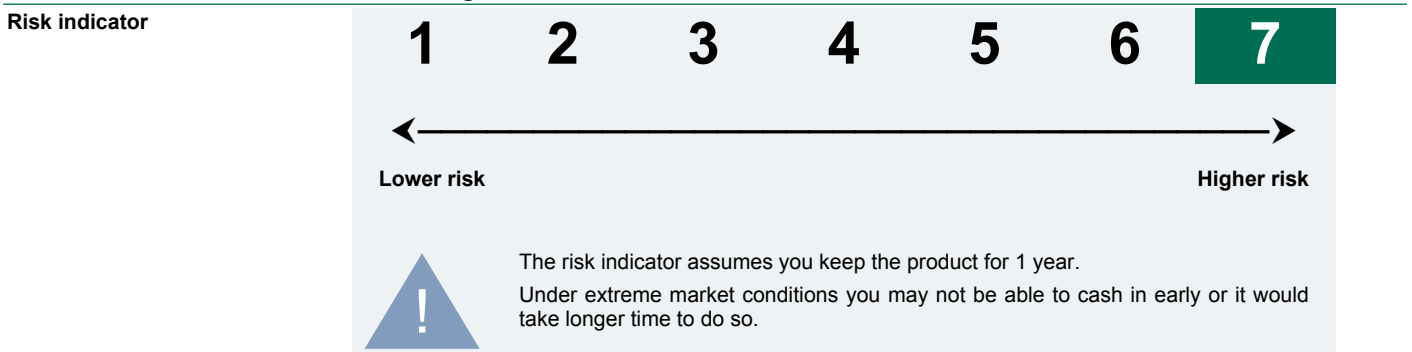 Risk indicator
1 2 3 4 5 6 7
Lower risk Higher risk
!
The risk indicator assumes you keep the product for 1 year.
Under extreme market conditions you may not be able to cash in early or it would
take longer time to do so.